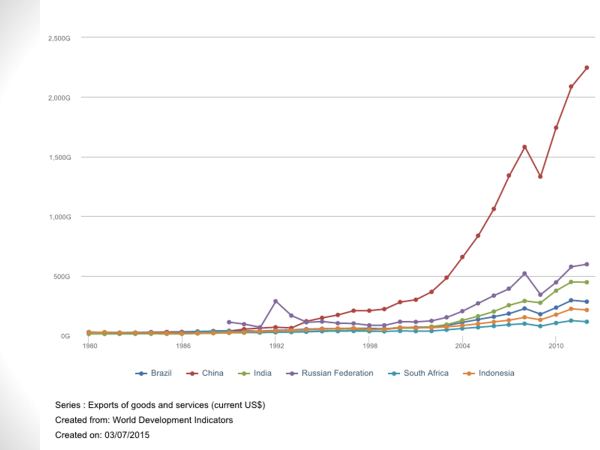 2,500G
2,000G
1,500G
1,000G
500G
0G
1980 1986 1992 1998 2004 2010
Brazil China India Russian Federation South Africa Indonesia
Series : Exports of goods and services (current US$)
Created from: World Development Indicators
Created on: 03/07/2015